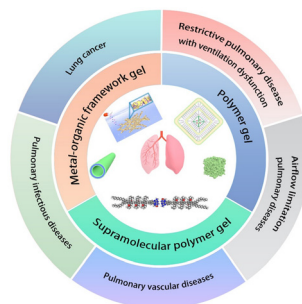 Lung cancer
Restrictive pulmonary disease
with ventilation dysfunction
Airflow limitation
pulmonary diseases
Pulmonary vascular diseases
Pulmonary infectious diseases
Metal-organic framework gel
Polymer gel
Supramolecular polymer gel